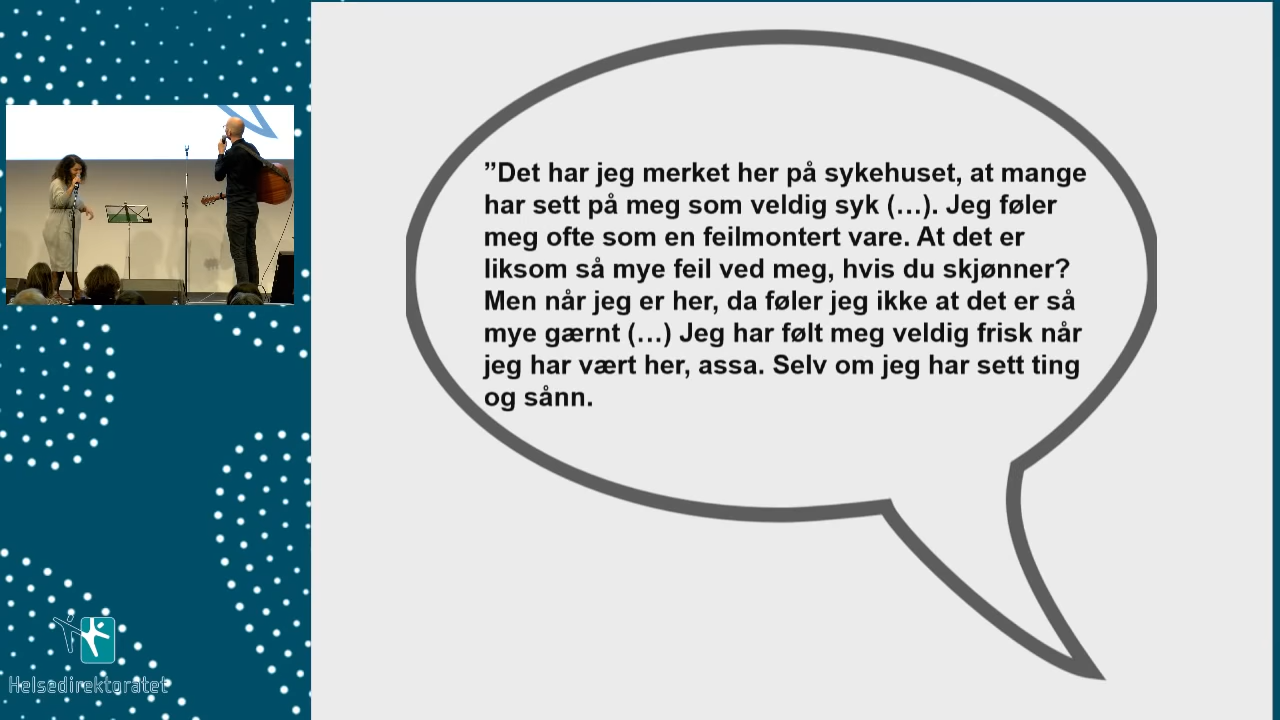 ”Det har jeg merket her på sykehuset, at mange
har sett på meg som veldig syk (…). Jeg føler
meg ofte som en feilmontert vare. At det er
liksom så mye feil ved meg, hvis du skjønner?
Men når jeg er her, da føler jeg ikke at det er så
mye gærnt (…) Jeg har følt meg veldig frisk når
jeg har vært her, assa. Selv om jeg har sett ting
og sånn.
Helsedirektoratet